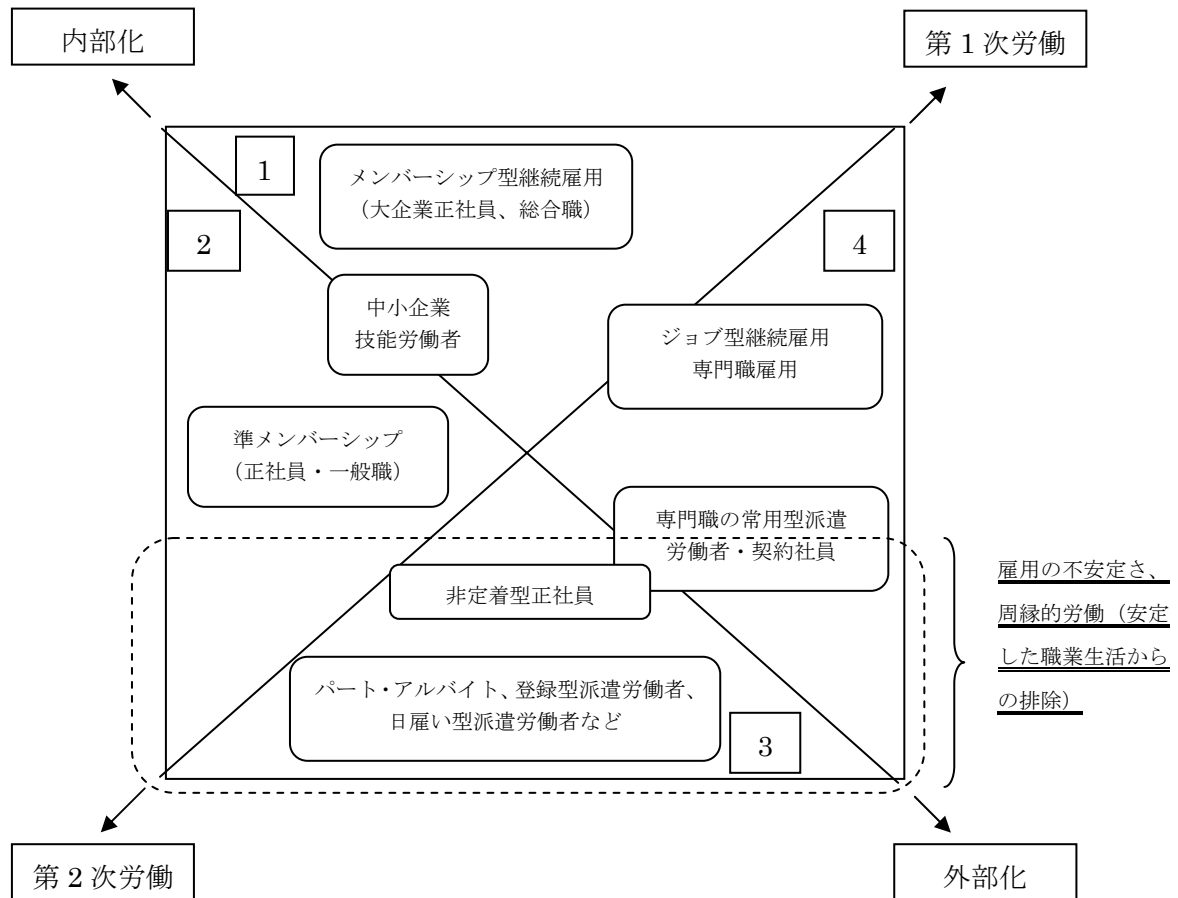 内部化
第 1 次労働
1
メンバーシップ型継続雇用
（大企業正社員、総合職）
2
4
中小企業
技能労働者
ジョブ型継続雇用
専門職雇用
準メンバーシップ
（正社員・一般職）
専門職の常用型派遣
労働者・契約社員
非定着型正社員
雇用の不安定さ、
周縁的労働（安定
した職業生活から
の排除）
パート・アルバイト、登録型派遣労働者、
日雇い型派遣労働者など
3
第 2 次労働
外部化